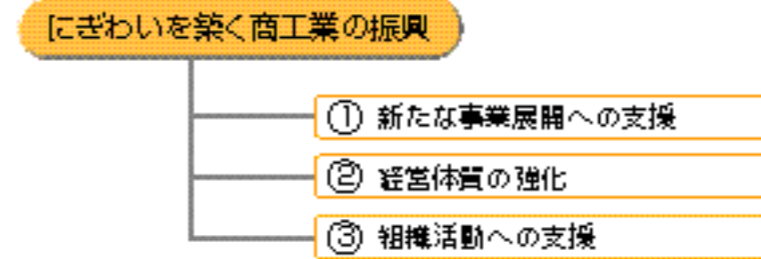 にぎわいを築く商工業の振興
① 新たな事業展開への支援
② 経営体質の強化
③ 組織活動への支援